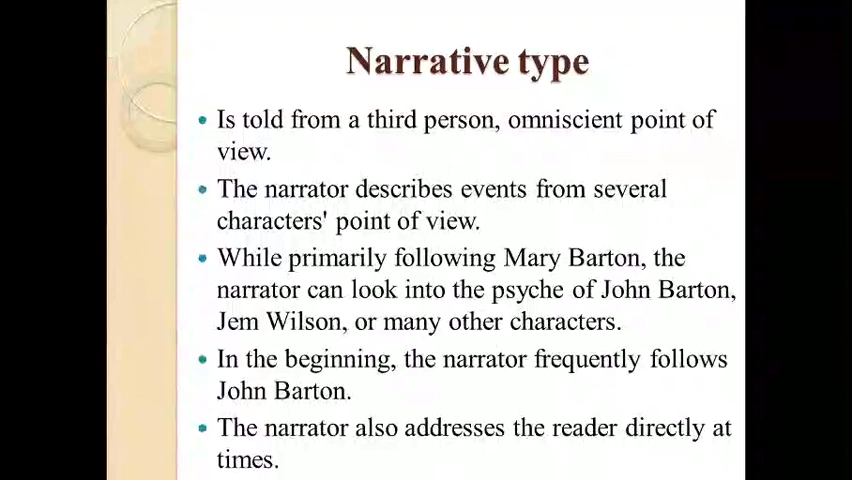 Narrative type
Is told from a third person, omniscient point of
view.
The narrator describes events from several
characters' point of view.
While primarily following Mary Barton, the
narrator can look into the psyche of John Barton,
Jem Wilson, or many other characters.
In the beginning, the narrator frequently follows
John Barton.
The narrator also addresses the reader directly at
times.